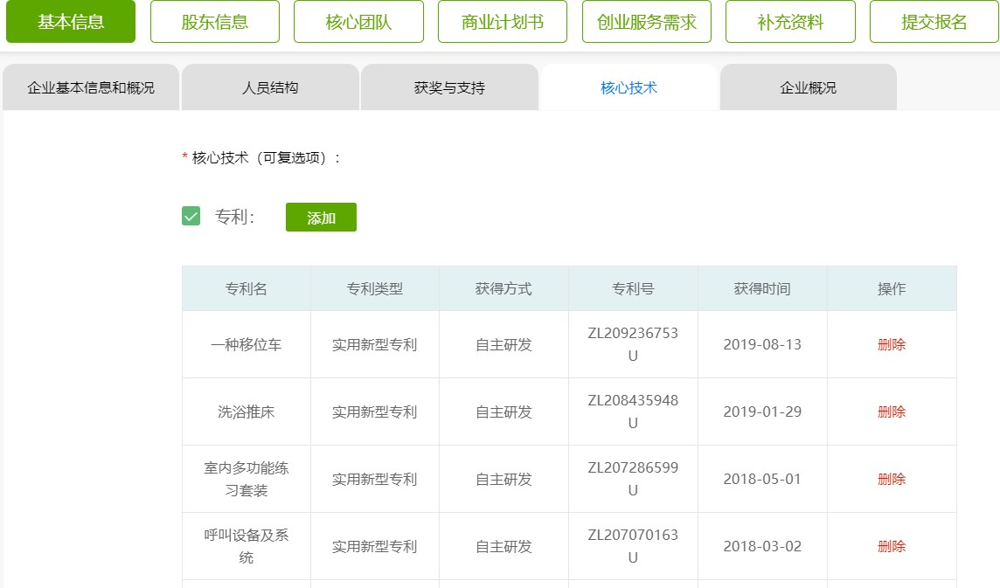 基本信息 股东信息 核心团队 商业计划书 创业服务需求 补充资料 提交报名
企业基本信息和概况 人员结构 获奖与支持 核心技术 企业概况
* 核心技术（可复选项）：
专利： 添加
专利名 专利类型 获得方式 专利号 获得时间 操作
一种移位车 实用新型专利 自主研发 ZL209236753 U 2019-08-13 删除
洗浴推床 实用新型专利 自主研发 ZL208435948 U 2019-01-29 删除
室内多功能练习套装 实用新型专利 自主研发 ZL207286599 U 2018-05-01 删除
呼叫设备及系统 实用新型专利 自主研发 ZL207070163 U 2018-03-02 删除